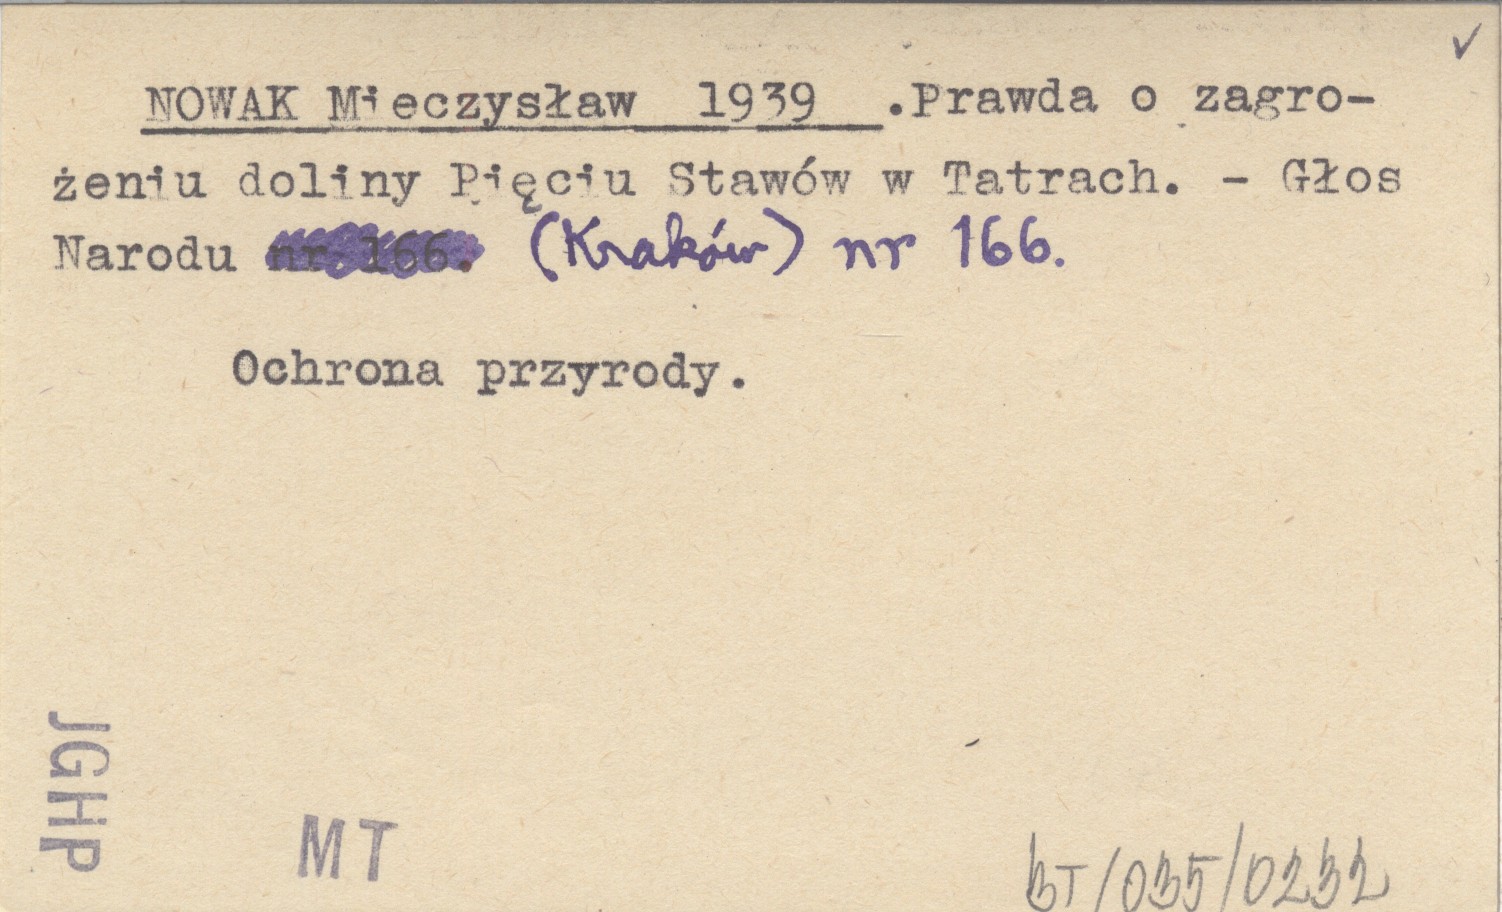 NOWAK Mieczysław 1939 .Prawda o zagro-
żeniu doliny Pięciu Stawów w Tatrach. - Głos
Narodu nr 166. (Kraków) nr 166.
Ochrona przyrody.
JGHP
MT
BT/035/0232